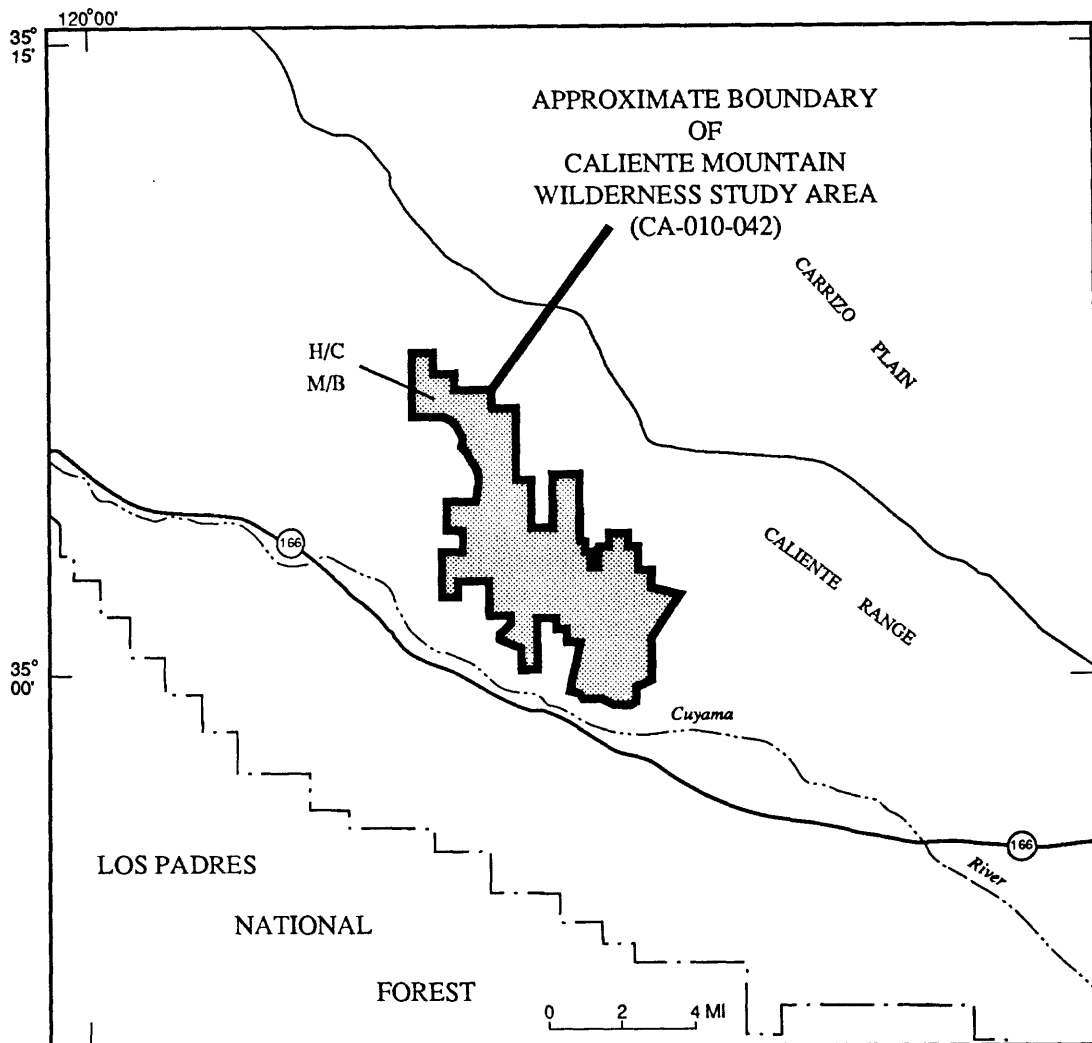 120°00'
35°
15'
APPROXIMATE BOUNDARY
OF
CALIENTE MOUNTAIN
WILDERNESS STUDY AREA
(CA-010-042)
CARRIZO PLAIN
H/C
M/B
166
CALIENTE RANGE
35°
00'
Cuyama
166
River
LOS PADRES
NATIONAL
FOREST
0 2 4 MI